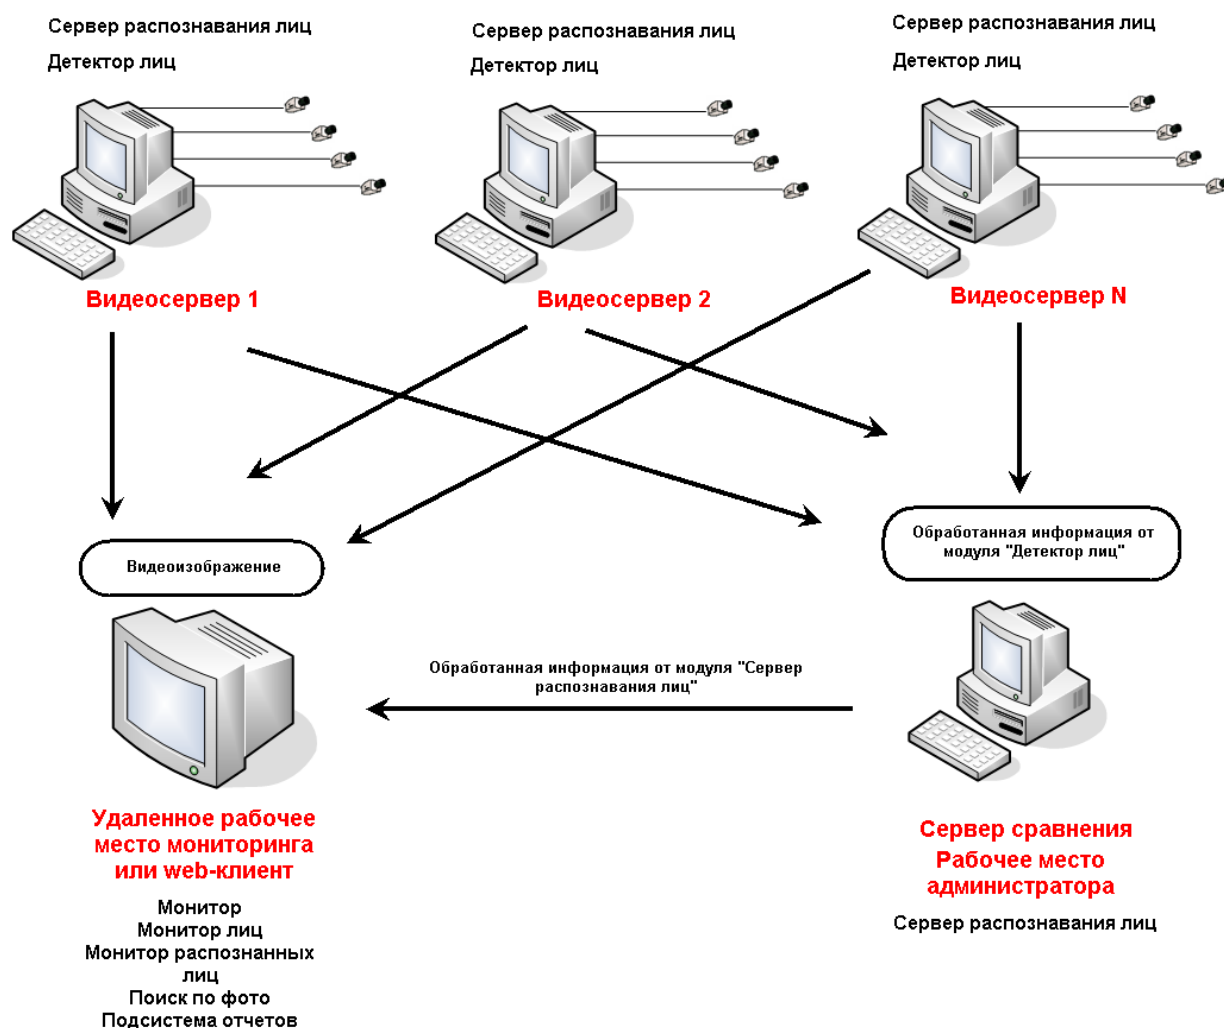 Сервер распознавания лиц
Детектор лиц
Сервер распознавания лиц
Детектор лиц
Сервер распознавания лиц
Детектор лиц
Видеосервер 1
Видеосервер 2
Видеосервер N
Видеоизображение
Обработанная информация от
модуля "Детектор лиц"
Обработанная информация от модуля "Сервер
распознавания лиц"
Удаленное рабочее
место мониторинга
или web-клиент
Монитор
Монитор лиц
Монитор распознанных
лиц
Поиск по фото
Подсистема отчетов
Сервер сравнения
Рабочее место
администратора
Сервер распознавания лиц